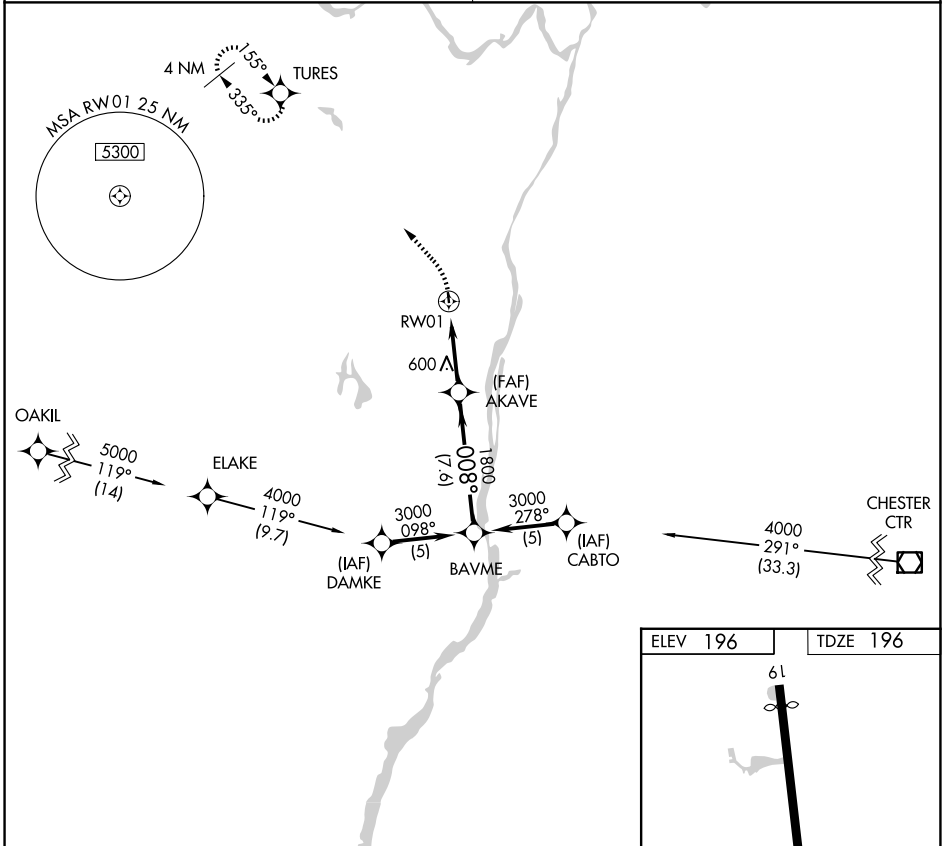 4 NM
155°
335°
TURES
MSA RW01 25 NM
5300
RW01
600
(FAF)
AKAVE
OAKIL
5000
119°
(14)
ELAKE
4000
119°
(9.7)
1800
008°
(7.6)
3000
098°
(5)
3000
278°
(5)
(IAF)
DAMKE
BAVME
(IAF)
CABTO
4000
291°
(33.3)
CHESTER
CTR
ELEV 196
TDZE 196
19